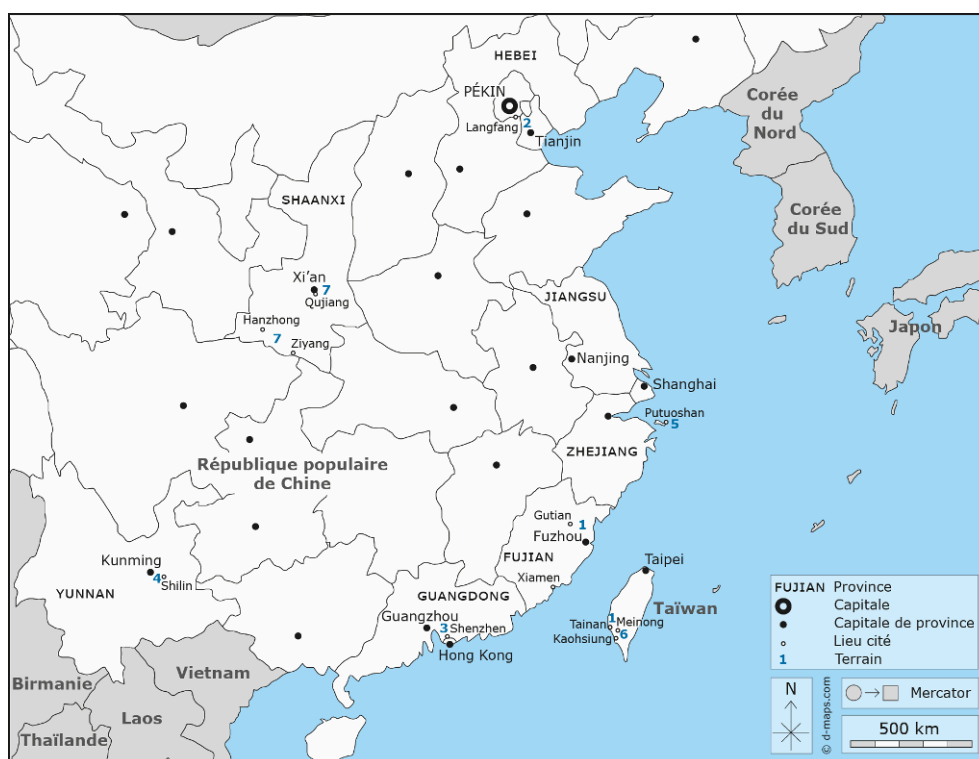 HEBEI
PÉKIN
Langfang
2
Tianjin
Corée
du
Nord
Corée
du Sud
Japon
SHAANXI
Xi'an
7
Qujiang
Hanzhong
7
Ziyang
JIANGSU
Nanjing
Shanghai
Putuoshan
5
ZHEJIANG
République populaire
de Chine
Gutian
1
Fuzhou
FUJIAN
Xiamen
Kunming
4
Shilin
YUNNAN
GUANGDONG
Guangzhou
3
Shenzhen
Hong Kong
Taipei
Taïwan
1
Tainan
Meinong
Kaohsiung
6
Birmanie
Vietnam
Laos
Thaïlande
FUJIAN Province
Capitale
Capitale de province
Lieu cité
1 Terrain
N
© d-maps.com
Mercator
500 km